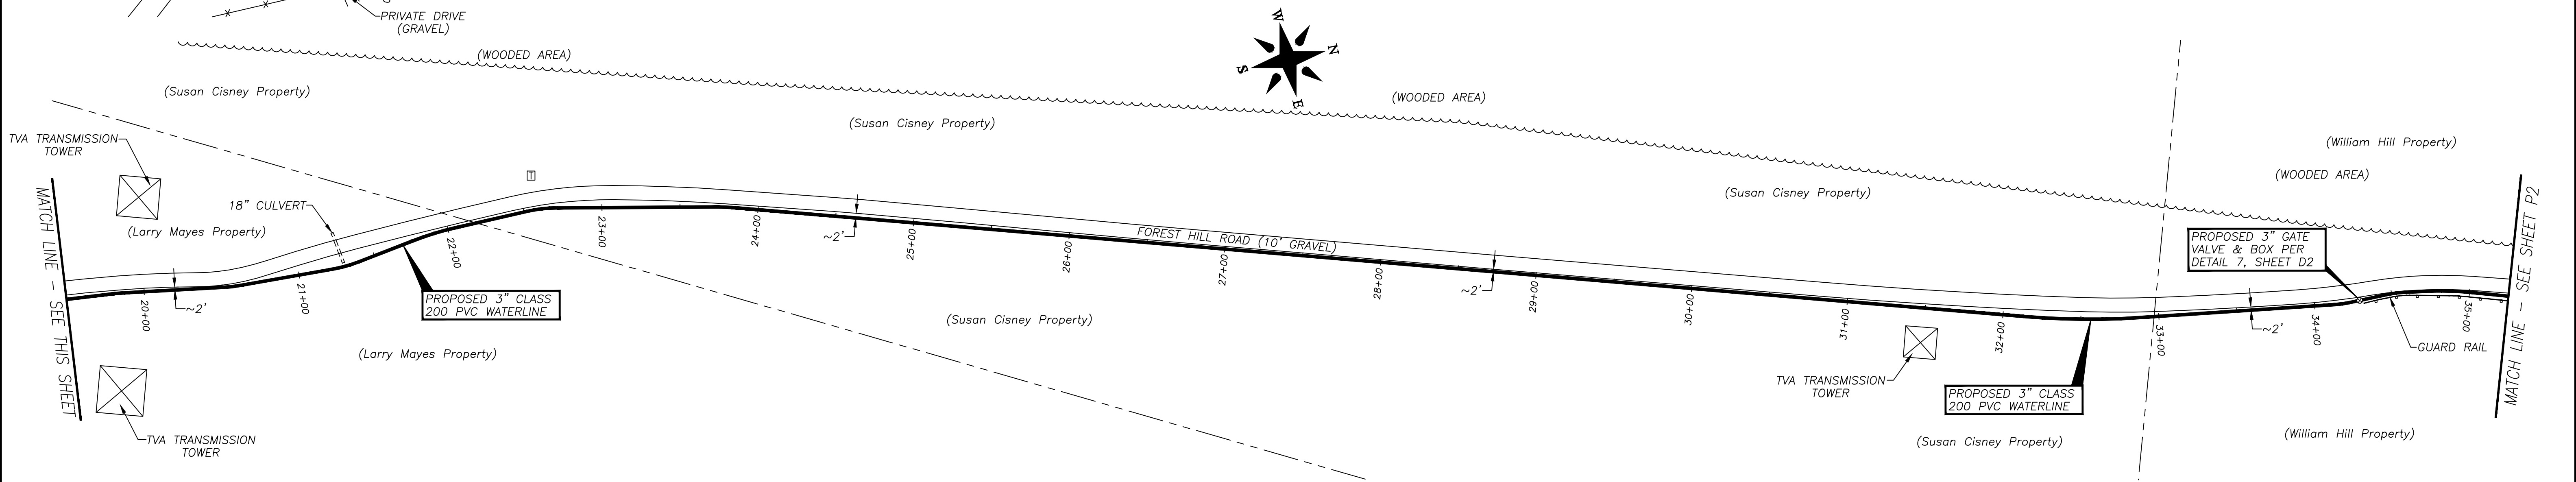 PRIVATE DRIVE
(GRAVEL)
(WOODED AREA)
(Susan Cisney Property)
W
N
S
E
(WOODED AREA)
(Susan Cisney Property)
(William Hill Property)
(WOODED AREA)
TVA TRANSMISSION
TOWER
(Susan Cisney Property)
MATCH LINE - SEE THIS SHEET
18" CULVERT
(Larry Mayes Property)
T
~2'
20+00
21+00
22+00
23+00
24+00
25+00
26+00
27+00
28+00
29+00
30+00
31+00
32+00
33+00
34+00
35+00
~2'
FOREST HILL ROAD (10' GRAVEL)
~2'
~2'
PROPOSED 3" GATE
VALVE & BOX PER
DETAIL 7, SHEET D2
MATCH LINE - SEE SHEET P2
PROPOSED 3" CLASS
200 PVC WATERLINE
(Larry Mayes Property)
(Susan Cisney Property)
GUARD RAIL
TVA TRANSMISSION
TOWER
PROPOSED 3" CLASS
200 PVC WATERLINE
TVA TRANSMISSION
TOWER
(Susan Cisney Property)
(William Hill Property)